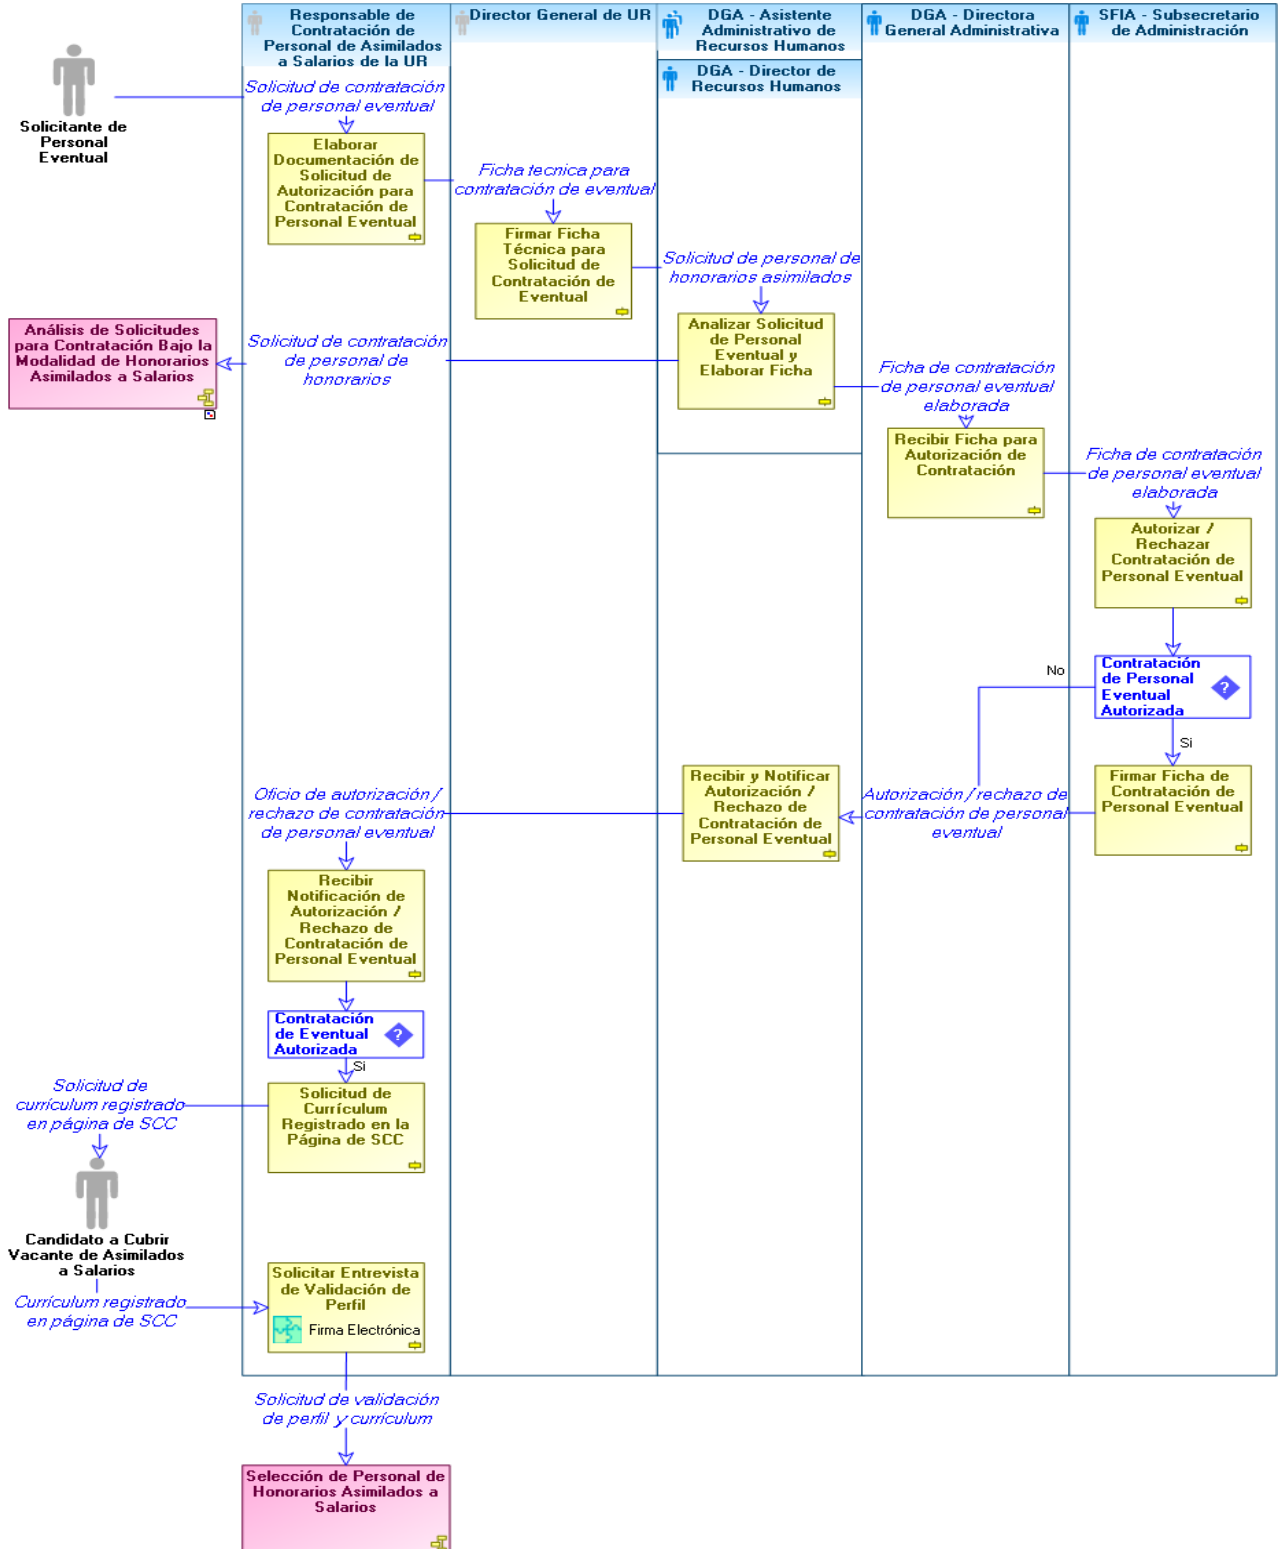 Responsable de
Contratación de
Personal de Asimilados
a Salarios de la UR
Director General de UR
DGA - Asistente
Administrativo de
Recursos Humanos
DGA - Director de
Recursos Humanos
DGA - Directora
General Administrativa
SFIA - Subsecretario
de Administración
Solicitante de
Personal
Eventual
Solicitud de contratación
de personal eventual
Elaborar
Documentación de
Solicitud de
Autorización para
Contratación de
Personal Eventual
Ficha tecnica para
contratación de eventual
Firmar Ficha
Técnica para
Solicitud de
Contratación de
Eventual
Solicitud de personal de
honorarios asimilados
Analizar Solicitud
de Personal
Eventual y
Elaborar Ficha
Solicitud de contratación
de personal de
honorarios
Análisis de Solicitudes
para Contratación Bajo la
Modalidad de Honorarios
Asimilados a Salarios
Ficha de contratación
de personal eventual
elaborada
Recibir Ficha para
Autorización de
Contratación
Ficha de contratación
de personal eventual
elaborada
Autorizar /
Rechazar
Contratación de
Personal Eventual
Contratación
de Personal
Eventual
Autorizada
No
Si
Firmar Ficha de
Contratación de
Personal Eventual
Autorización / rechazo de
contratación de personal
eventual
Recibir y Notificar
Autorización /
Rechazo de
Contratación de
Personal Eventual
Oficio de autorización /
rechazo de contratación
de personal eventual
Recibir
Notificación de
Autorización /
Rechazo de
Contratación de
Personal Eventual
Contratación
de Eventual
Autorizada
Si
Solicitud de
Currículum
Registrado en la
Página de SCC
Solicitud de
currículum registrado
en página de SCC
Candidato a Cubrir
Vacante de Asimilados
a Salarios
Currículum registrado
en página de SCC
Solicitar Entrevista
de Validación de
Perfil
Firma Electrónica
Solicitud de validación
de perfil y currículum
Selección de Personal de
Honorarios Asimilados a
Salarios